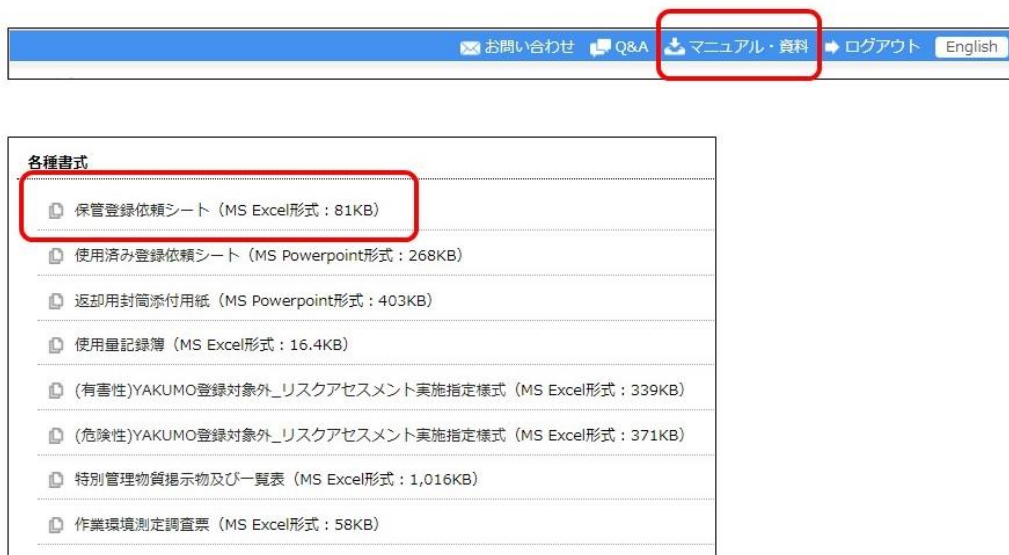 お問い合わせ Q&A マニュアル・資料 ログアウト English
各種書式
保管登録依頼シート（MS Excel形式：81KB）
使用済み登録依頼シート（MS Powerpoint形式：268KB）
返却用封筒添付用紙（MS Powerpoint形式：403KB）
使用量記録簿（MS Excel形式：16.4KB）
(有害性)YAKUMO登録対象外_リスクアセスメント実施指定様式（MS Excel形式：339KB）
(危険性)YAKUMO登録対象外_リスクアセスメント実施指定様式（MS Excel形式：371KB）
特別管理物質掲示物及び一覧表（MS Excel形式：1,016KB）
作業環境測定調査票（MS Excel形式：58KB）